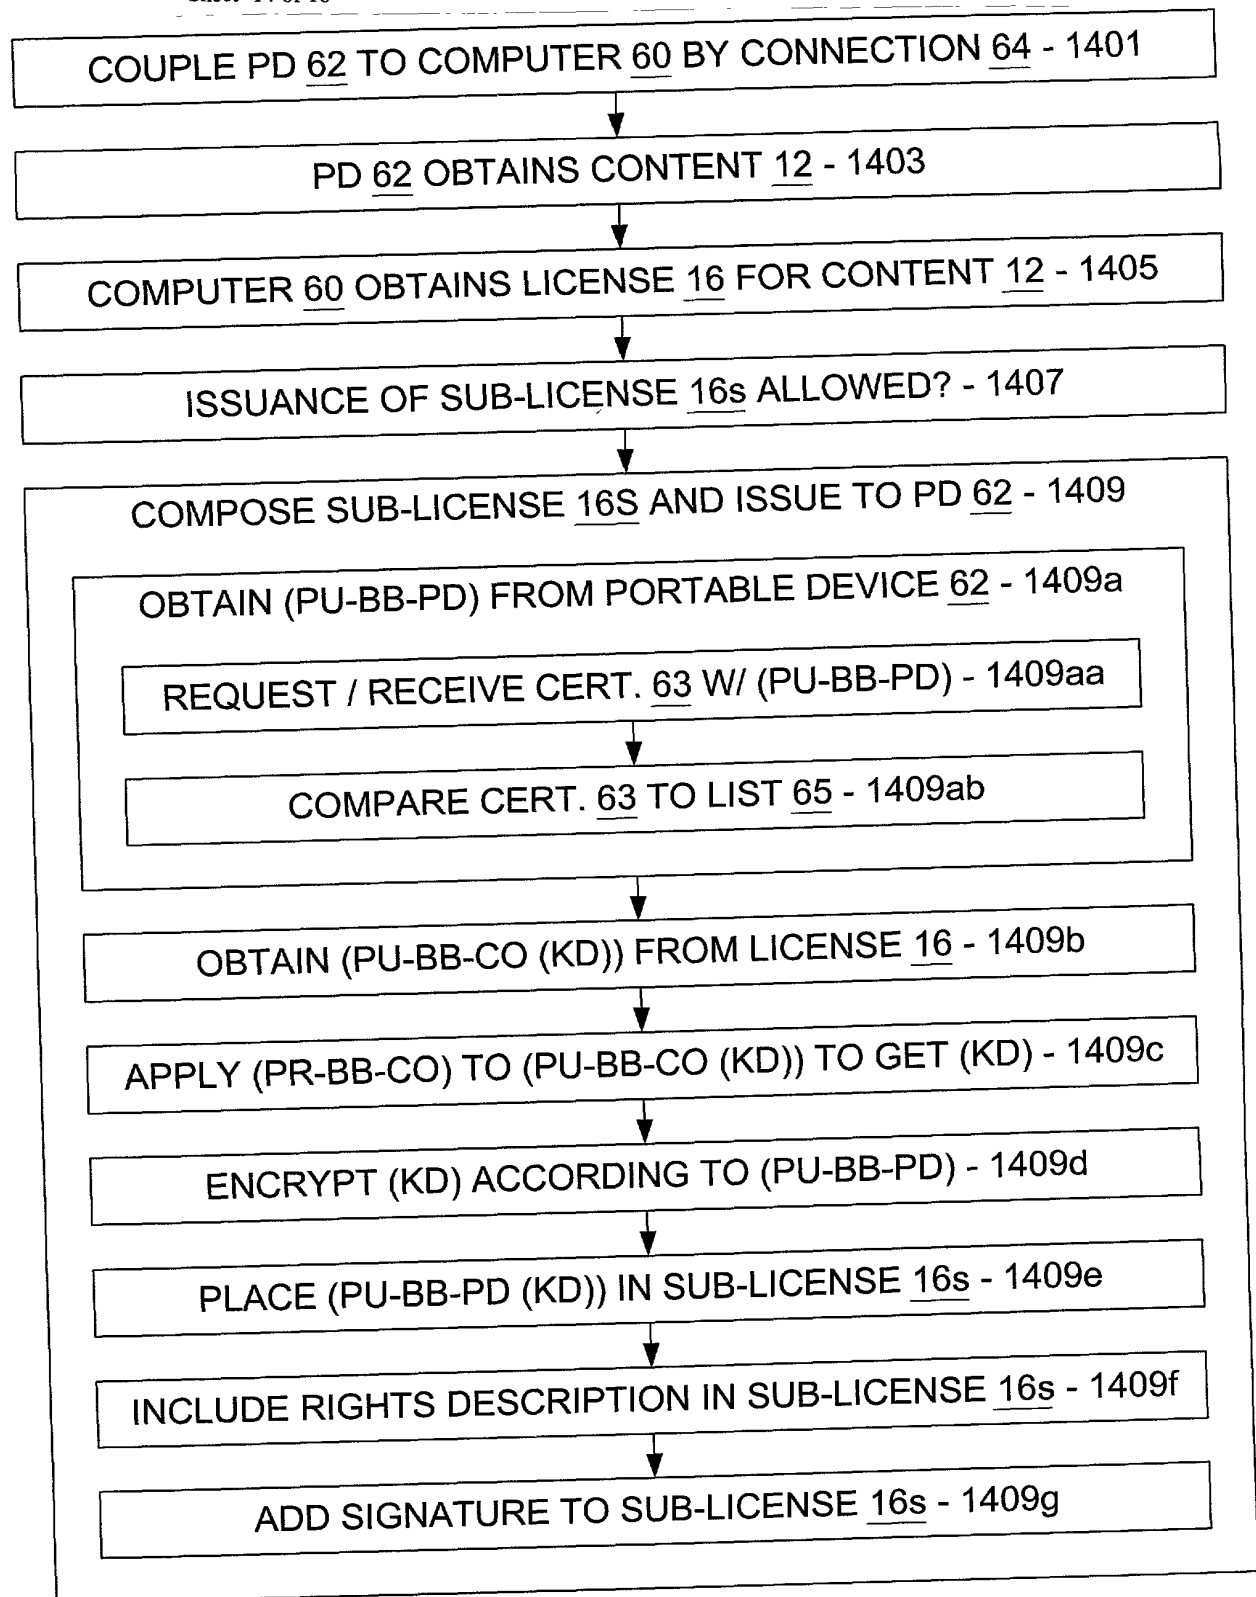 COUPLE PD 62 TO COMPUTER 60 BY CONNECTION 64 - 1401
PD 62 OBTAINS CONTENT 12 - 1403
COMPUTER 60 OBTAINS LICENSE 16 FOR CONTENT 12 - 1405
ISSUANCE OF SUB-LICENSE 16s ALLOWED? - 1407
COMPOSE SUB-LICENSE 16S AND ISSUE TO PD 62 - 1409
OBTAIN (PU-BB-PD) FROM PORTABLE DEVICE 62 - 1409a
REQUEST / RECEIVE CERT. 63 W/ (PU-BB-PD) - 1409aa
COMPARE CERT. 63 TO LIST 65 - 1409ab
OBTAIN (PU-BB-CO (KD)) FROM LICENSE 16 - 1409b
APPLY (PR-BB-CO) TO (PU-BB-CO (KD)) TO GET (KD) - 1409c
ENCRYPT (KD) ACCORDING TO (PU-BB-PD) - 1409d
PLACE (PU-BB-PD (KD)) IN SUB-LICENSE 16s - 1409e
INCLUDE RIGHTS DESCRIPTION IN SUB-LICENSE 16s - 1409f
ADD SIGNATURE TO SUB-LICENSE 16s - 1409g